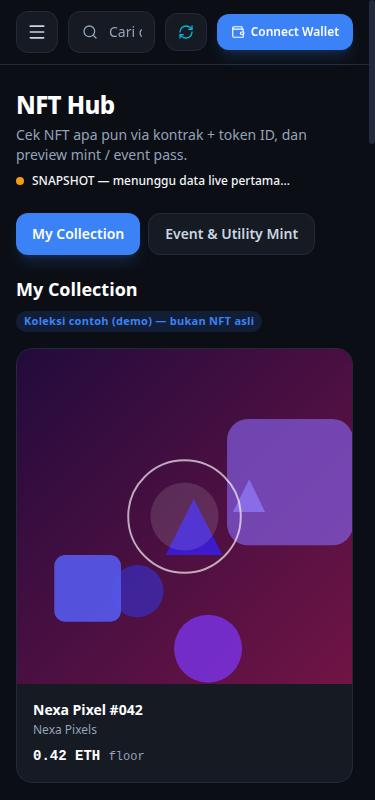 Cari
Connect Wallet
NFT Hub
Cek NFT apa pun via kontrak + token ID, dan
preview mint / event pass.
SNAPSHOT — menunggu data live pertama...
My Collection
Event & Utility Mint
My Collection
Koleksi contoh (demo) — bukan NFT asli
Nexa Pixel #042
Nexa Pixels
0.42 ETH floor